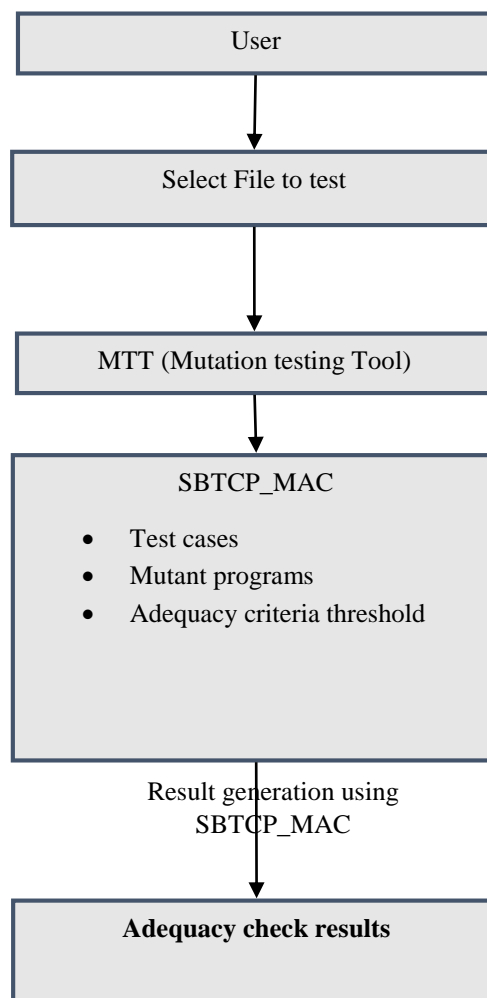 User
Select File to test
MTT (Mutation testing Tool)
SBTCP_MAC
• Test cases
• Mutant programs
• Adequacy criteria threshold
Result generation using
SBTCP_MAC
Adequacy check results